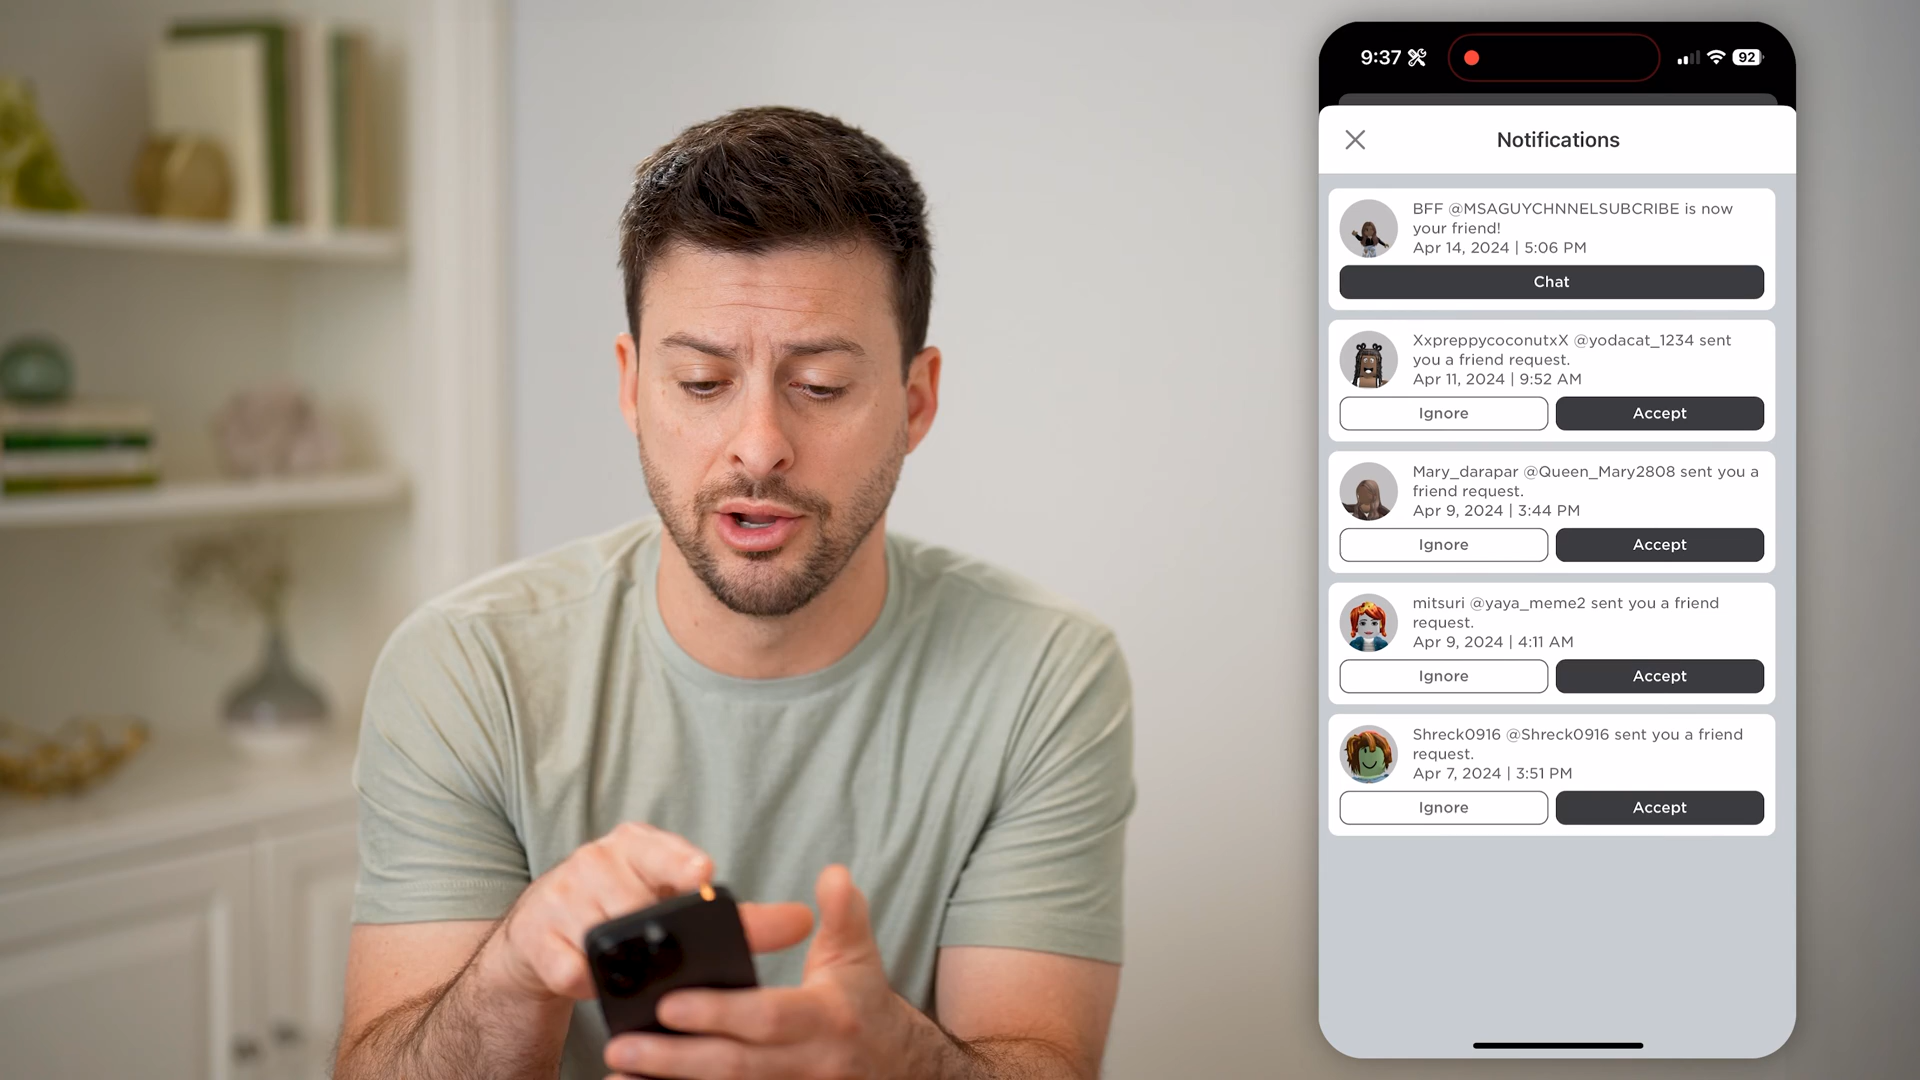 9:37
92
Notifications
BFF @MSAGUYCHNNELSUBCRIBE is now
your friend!
Apr 14, 2024 | 5:06 PM
Chat
XxpreppycoconutxX @yodacat_1234 sent
you a friend request.
Apr 11, 2024 | 9:52 AM
Ignore Accept
Mary_darapar @Queen_Mary2808 sent you a
friend request.
Apr 9, 2024 | 3:44 PM
Ignore Accept
mitsuri @yaya_meme2 sent you a friend
request.
Apr 9, 2024 | 4:11 AM
Ignore Accept
Shreck0916 @Shreck0916 sent you a friend
request.
Apr 7, 2024 | 3:51 PM
Ignore Accept